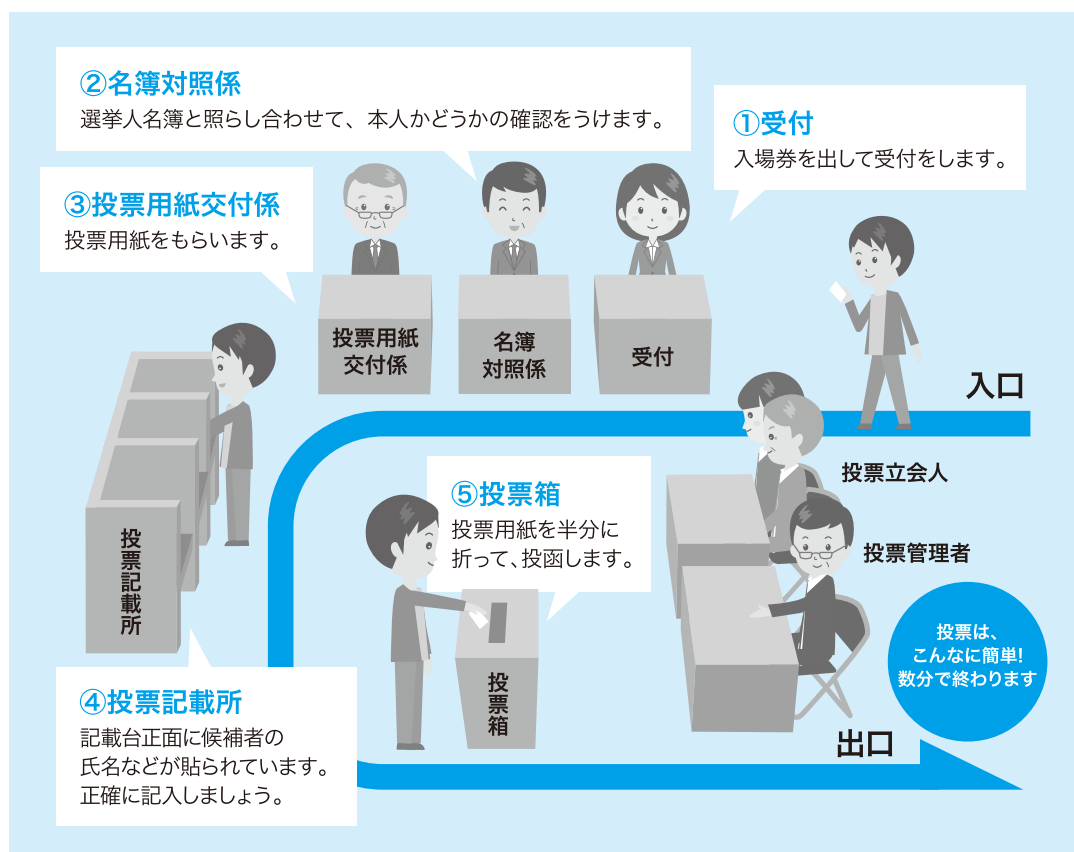 ①受付
入場券を出して受付をします。
②名簿対照係
選挙人名簿と照らし合わせて、本人かどうかの確認をうけます。
③投票用紙交付係
投票用紙をもらいます。
投票用紙
交付係
名簿
対照係
受付
入口
投票立会人
投票管理者
投票記載所
④投票記載所
記載台正面に候補者の
氏名などが貼られています。
正確に記入しましょう。
⑤投票箱
投票用紙を半分に
折って、投函します。
投票箱
投票は、
こんなに簡単!
数分で終わります
出口